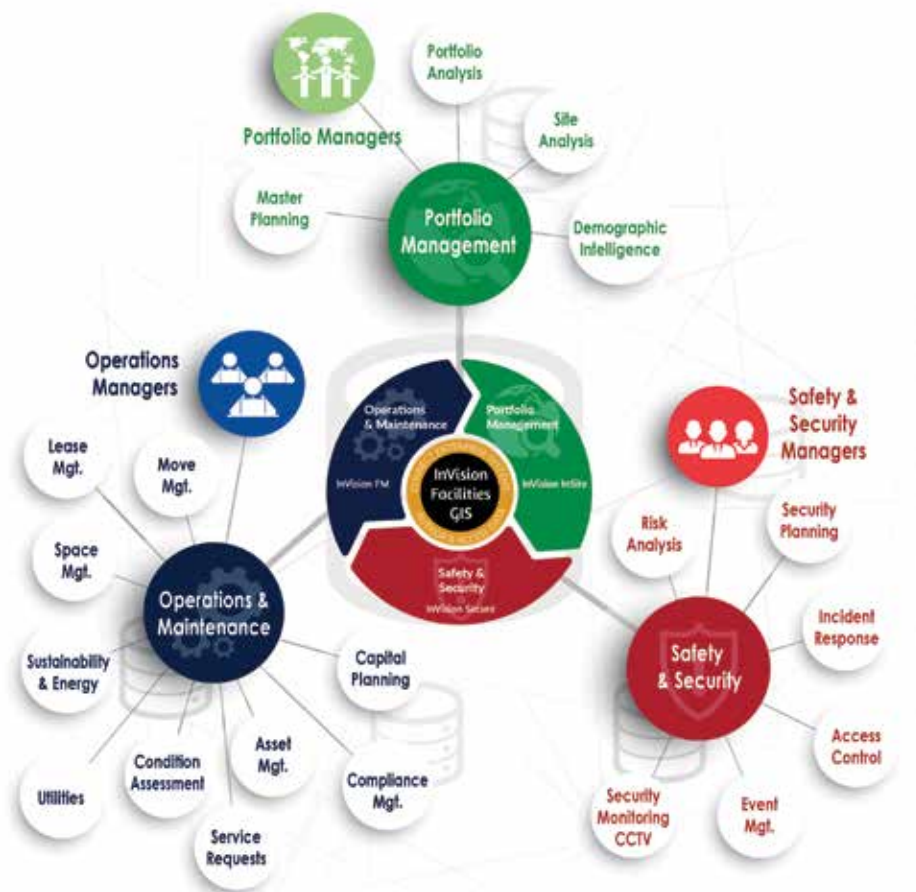 Portfolio Managers
Portfolio
Analysis
Site
Analysis
Master
Planning
Portfolio
Management
Demographic
Intelligence
Operations
Managers
Safety &
Security
Managers
Operations
& Maintenance
InVision FM
Portfolio
Management
InVision InSite
InVision
Facilities
GIS
Safety &
Security
InVision Secure
Lease
Mgt.
Move
Mgt.
Space
Mgt.
Operations &
Maintenance
Sustainability
& Energy
Utilities
Condition
Assessment
Service
Requests
Asset
Mgt.
Compliance
Mgt.
Capital
Planning
Risk
Analysis
Security
Planning
Incident
Response
Safety
& Security
Access
Control
Event
Mgt.
Security
Monitoring
CCTV